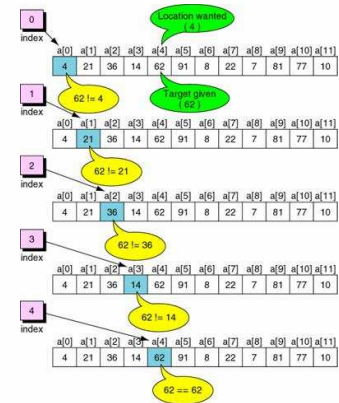 0
index
Location wanted
( 4 )
a[0] a[1] a[2] a[3] a[4] a[5] a[6] a[7] a[8] a[9] a[10] a[11]
4 21 36 14 62 91 8 22 7 81 77 10
62 != 4
Target given
( 62 )
1
index
a[0] a[1] a[2] a[3] a[4] a[5] a[6] a[7] a[8] a[9] a[10] a[11]
4 21 36 14 62 91 8 22 7 81 77 10
62 != 21
2
index
a[0] a[1] a[2] a[3] a[4] a[5] a[6] a[7] a[8] a[9] a[10] a[11]
4 21 36 14 62 91 8 22 7 81 77 10
62 != 36
3
index
a[0] a[1] a[2] a[3] a[4] a[5] a[6] a[7] a[8] a[9] a[10] a[11]
4 21 36 14 62 91 8 22 7 81 77 10
62 != 14
4
index
a[0] a[1] a[2] a[3] a[4] a[5] a[6] a[7] a[8] a[9] a[10] a[11]
4 21 36 14 62 91 8 22 7 81 77 10
62 == 62